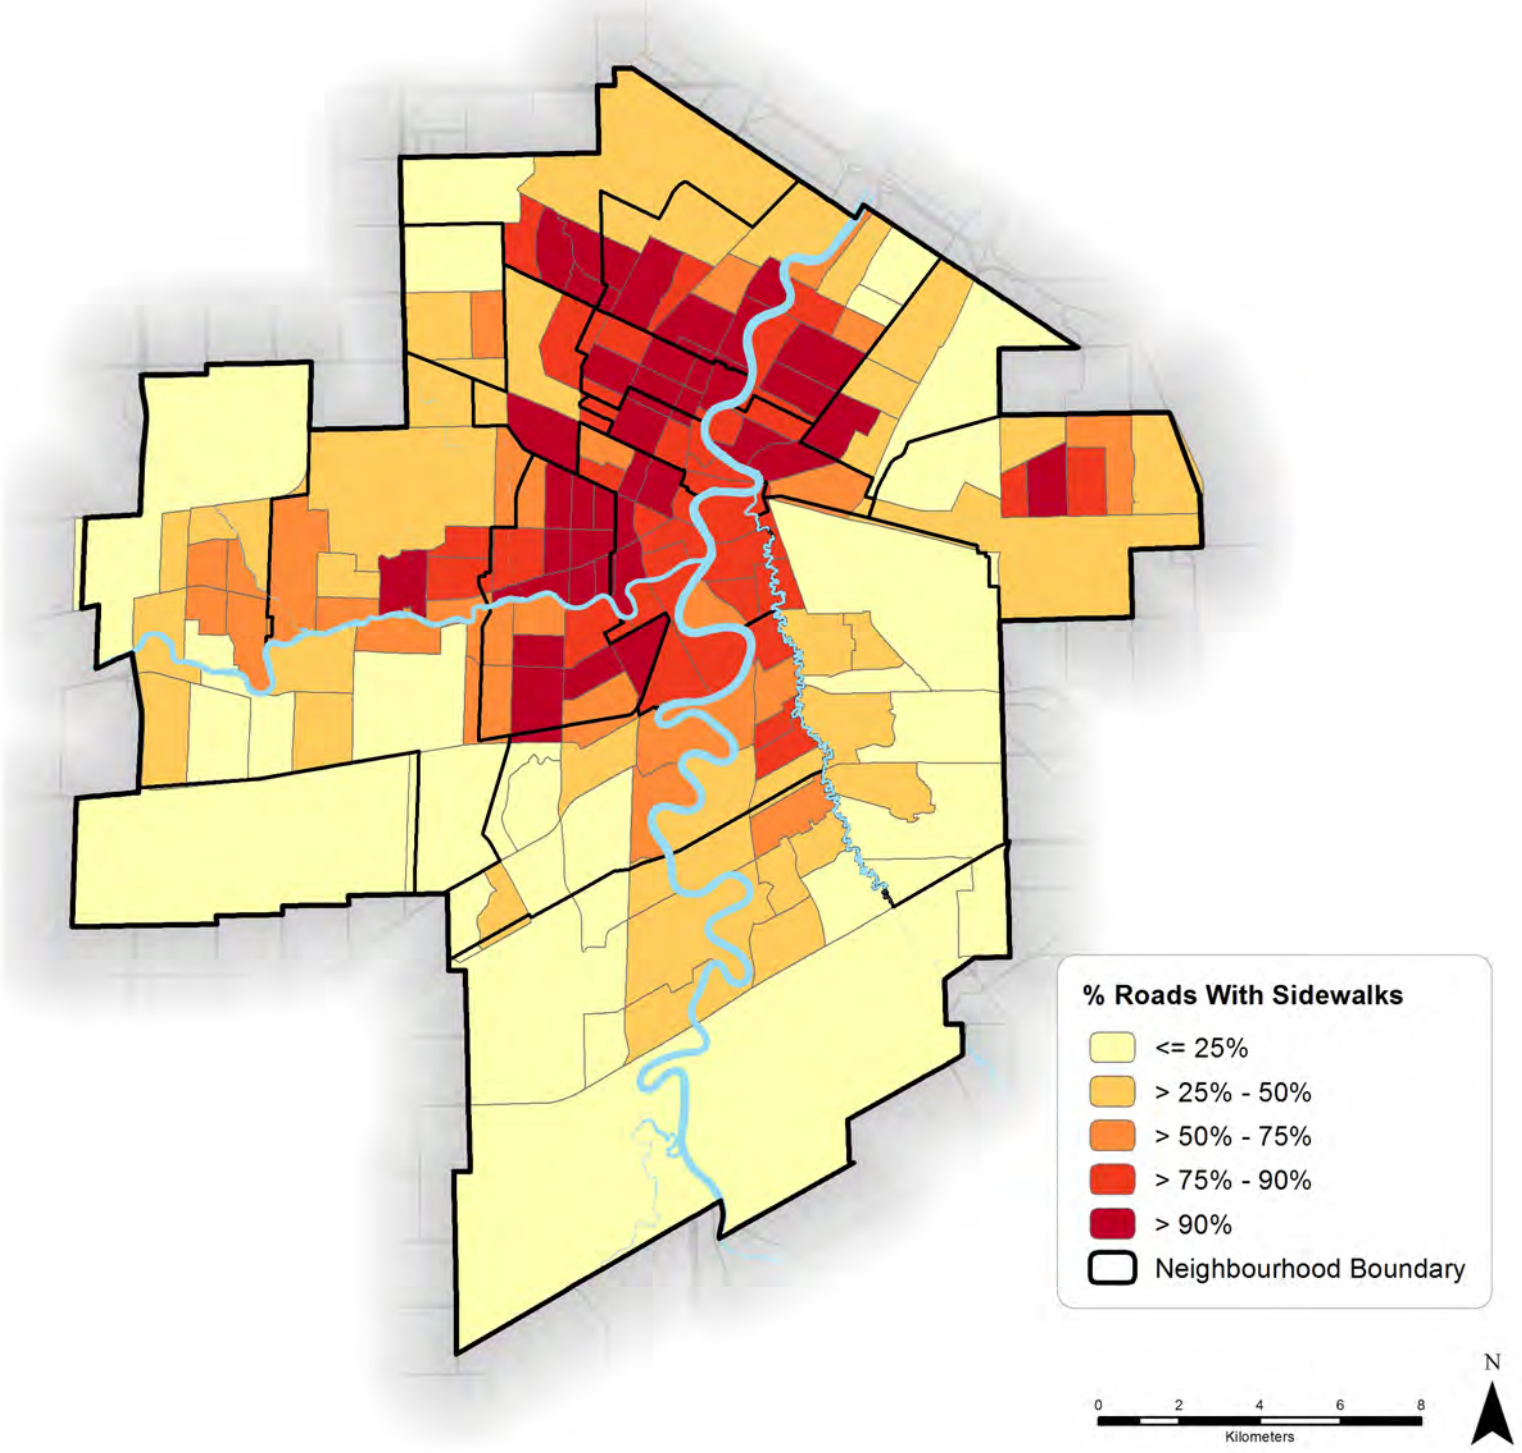 % Roads With Sidewalks
<= 25%
> 25% - 50%
> 50% - 75%
> 75% - 90%
> 90%
Neighbourhood Boundary
N
0 2 4 6 8
Kilometers